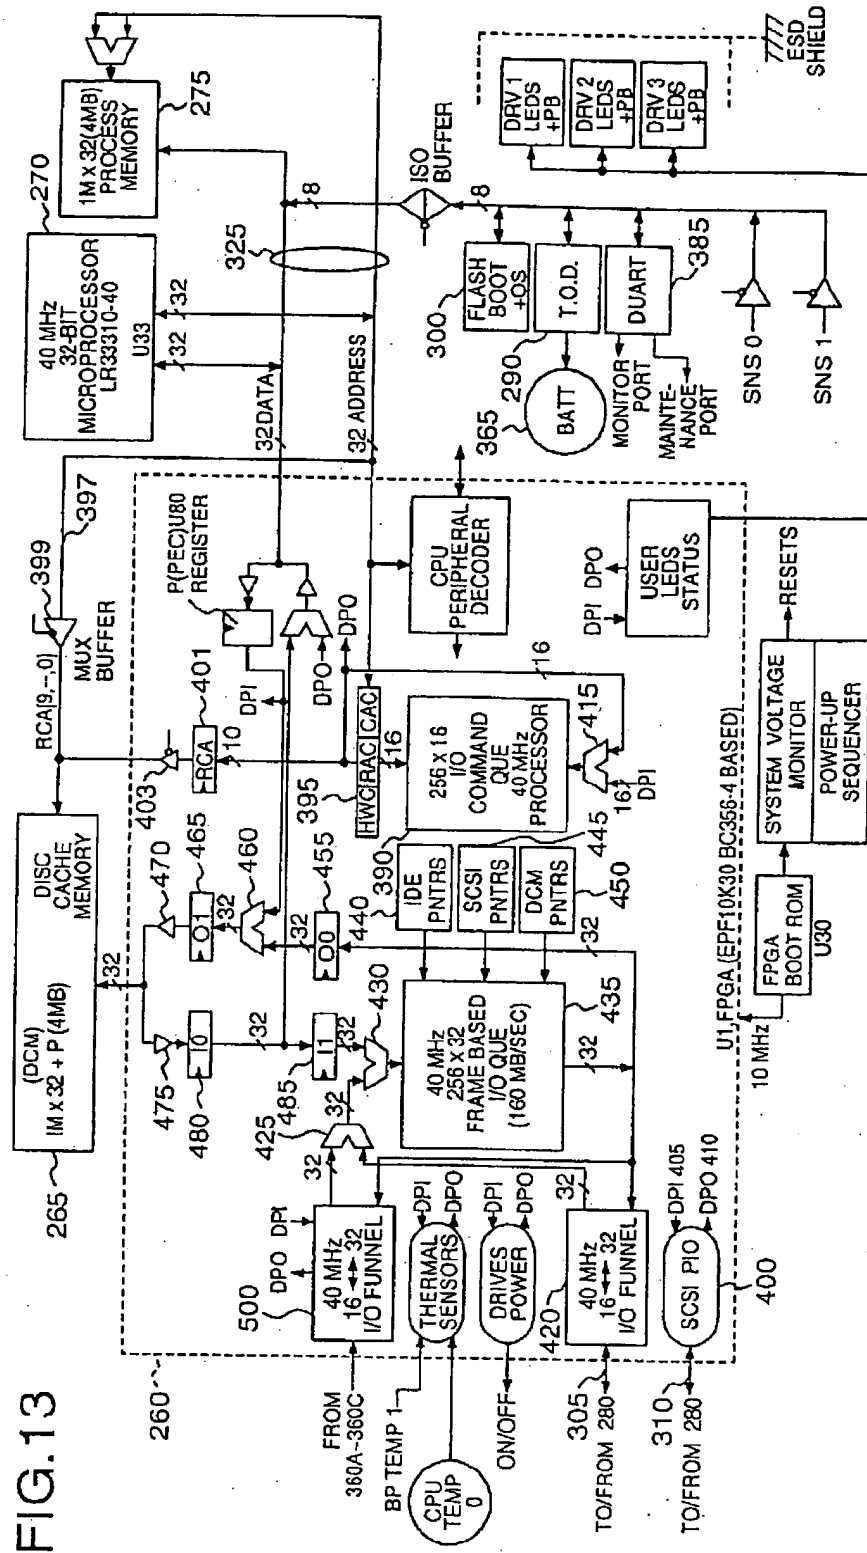 FIG.13
265
(DCM)
1M x 32 + P (4MB)
DISC
CACHE
MEMORY
RCA[9,--,0]
MUX
BUFFER
399
397
40 MHz
32-BIT
MICROPROCESSOR
LR33310-40
U33
270
1M x 32(4MB)
PROCESS
MEMORY
275
32
32
32
260
475
470
480
I0
O1
465
403
RCA
401
10
DPI
P(PEC)U80
REGISTER
32 DATA
325
32 ADDRESS
32
32
460
DPO
DPO
485
I1
32
O0
455
32
395
HWC
RAC
CAC
16
425
32
32
430
DPO
DPI
500
40 MHz
16 32
I/O FUNNEL
FROM
360A~360C
40 MHz
256 x 32
FRAME BASED
I/O QUE
(160 MB/SEC)
435
32
440
IDE
PNTRS
SCSI
PNTRS
445
DCM
PNTRS
450
32
390
256 x 16
I/O
COMMAND
QUE
40 MHz
PROCESSOR
16
415
16
DPI
CPU
PERIPHERAL
DECODER
8
ISO
BUFFER
8
300
FLASH
BOOT
+OS
290
T.O.D.
DUART
385
365
BATT
MONITOR
PORT
MAINTE-
NANCE
PORT
SNS 0
SNS 1
DRV 1
LEDS
+PB
DRV 2
LEDS
+PB
DRV 3
LEDS
+PB
ESD
SHIELD
BP TEMP 1
CPU
TEMP
0
THERMAL
SENSORS
DPI
DPO
DRIVES
POWER
DPI
DPO
ON/OFF
420
40 MHz
16 32
I/O FUNNEL
32
305
TO/FROM 280
310
TO/FROM 280
SCSI PIO
DPI 405
DPO 410
400
DPI
DPO
USER
LEDS
STATUS
U1 FPGA (EPF10K30 BC356-4 BASED)
10 MHz
FPGA
BOOT ROM
U30
SYSTEM VOLTAGE
MONITOR
POWER-UP
SEQUENCER
RESETS